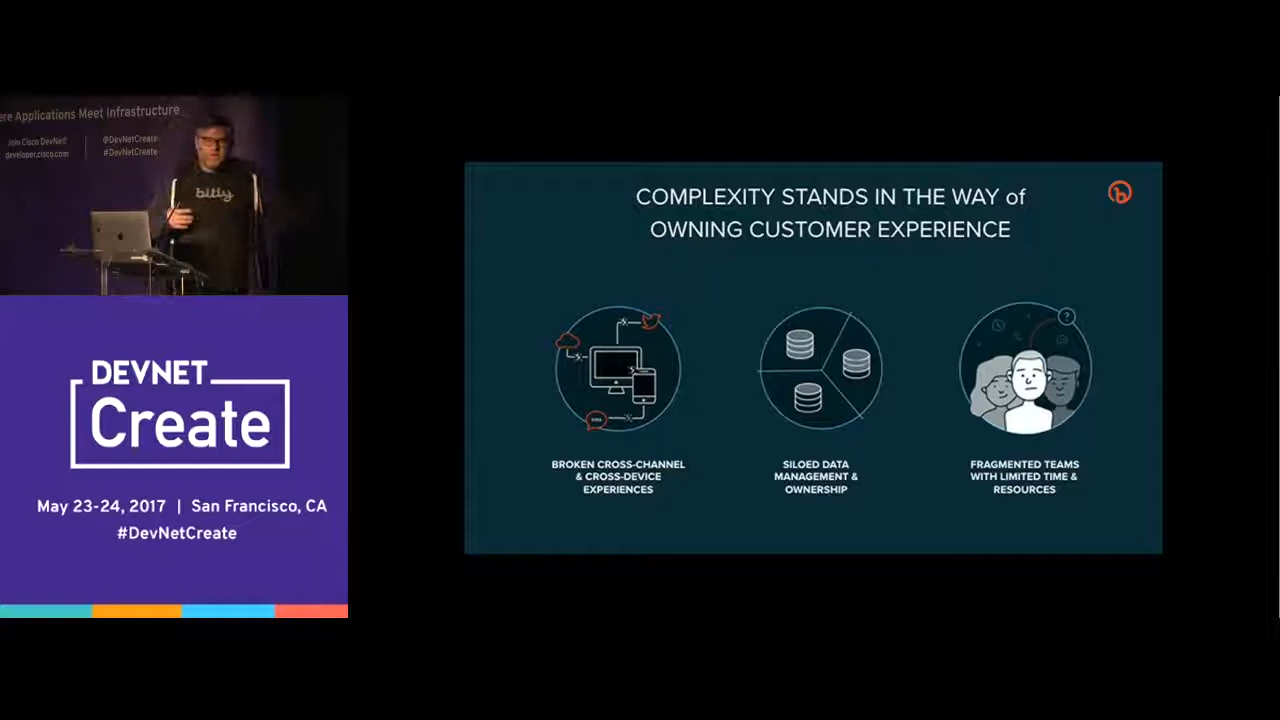 ere Applications Meet Infrastructure
Join Cisco DevNet!
developer.cisco.com
@DevNetCreate
#DevNetCreate
bitly
DEVNET
Create
May 23-24, 2017 | San Francisco, CA
#DevNetCreate
COMPLEXITY STANDS IN THE WAY of
OWNING CUSTOMER EXPERIENCE
b
?
BROKEN CROSS-CHANNEL
& CROSS-DEVICE
EXPERIENCES
SILOED DATA
MANAGEMENT &
OWNERSHIP
FRAGMENTED TEAMS
WITH LIMITED TIME &
RESOURCES